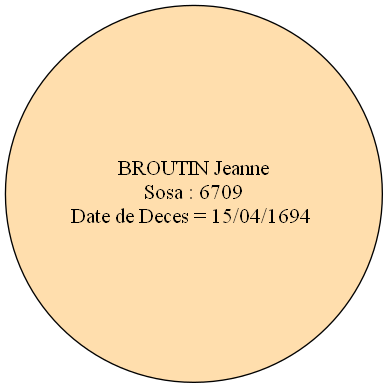 BROUTIN Jeanne
Sosa : 6709
Date de Deces = 15/04/1694